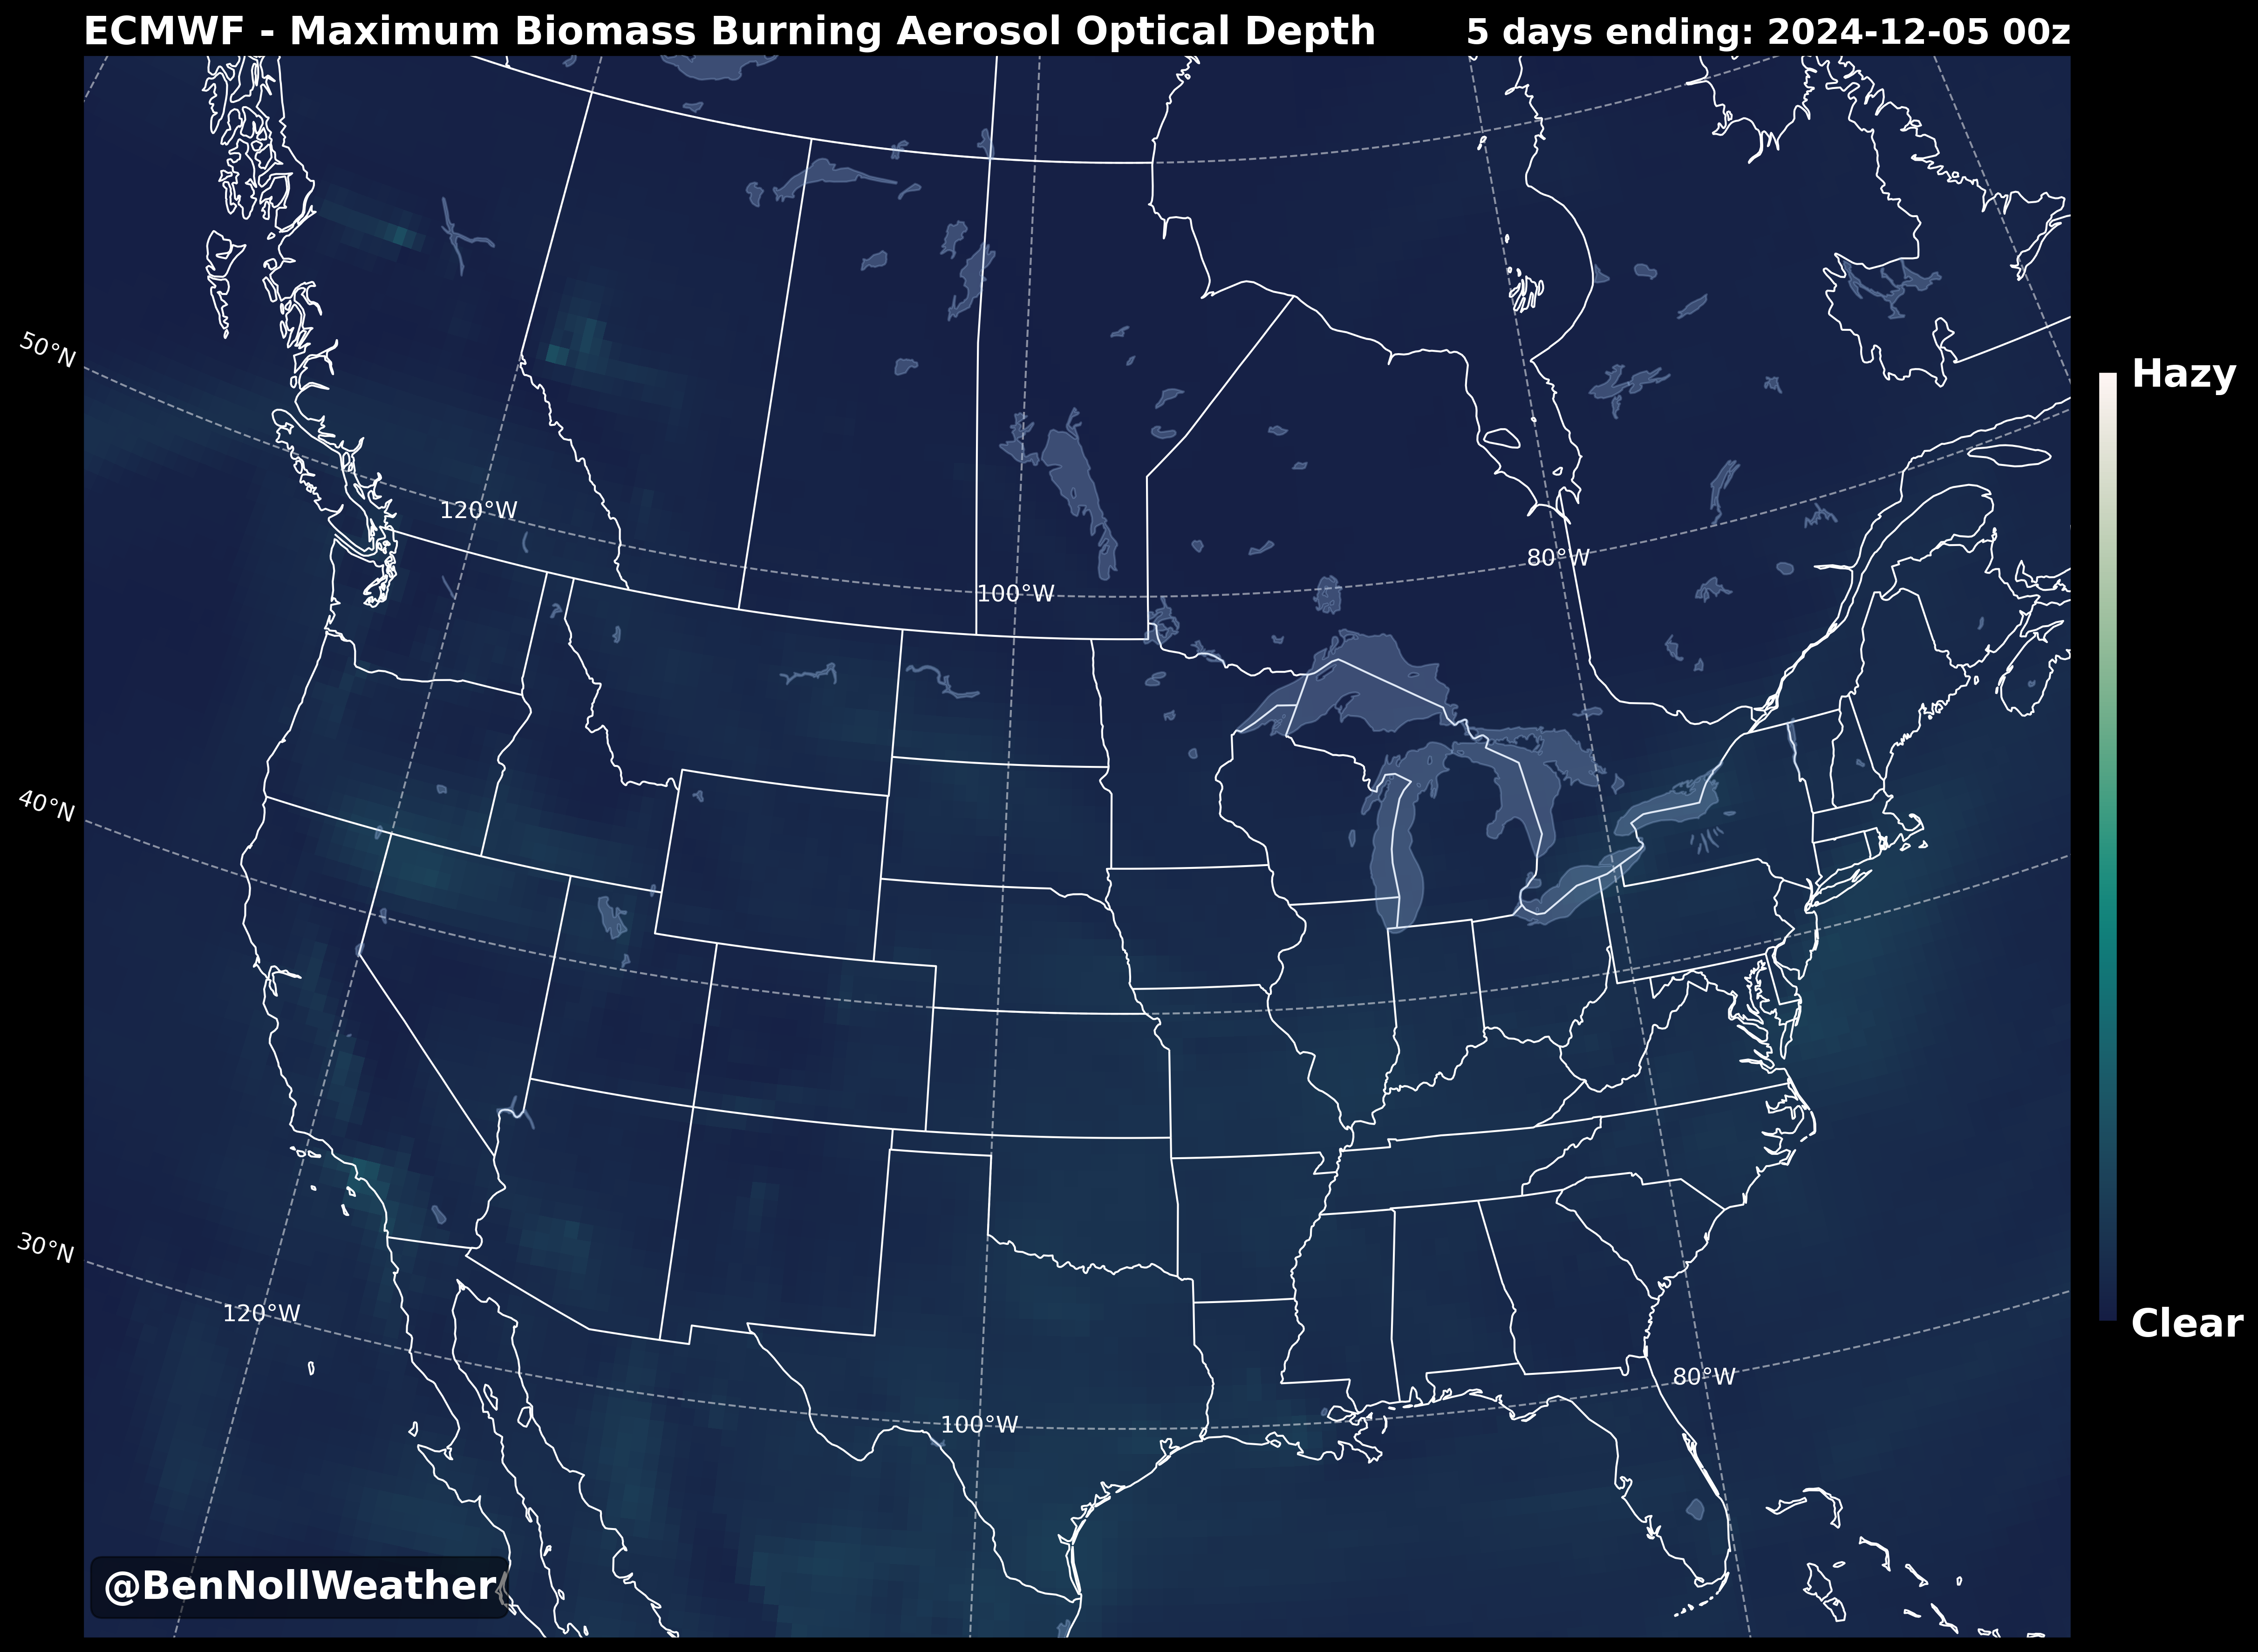 ECMWF - Maximum Biomass Burning Aerosol Optical Depth
5 days ending: 2024-12-05 00z
50°N
Hazy
120°W
80°W
100°W
40°N
30°N
120°W
Clear
80°W
100°W
@BenNollWeather